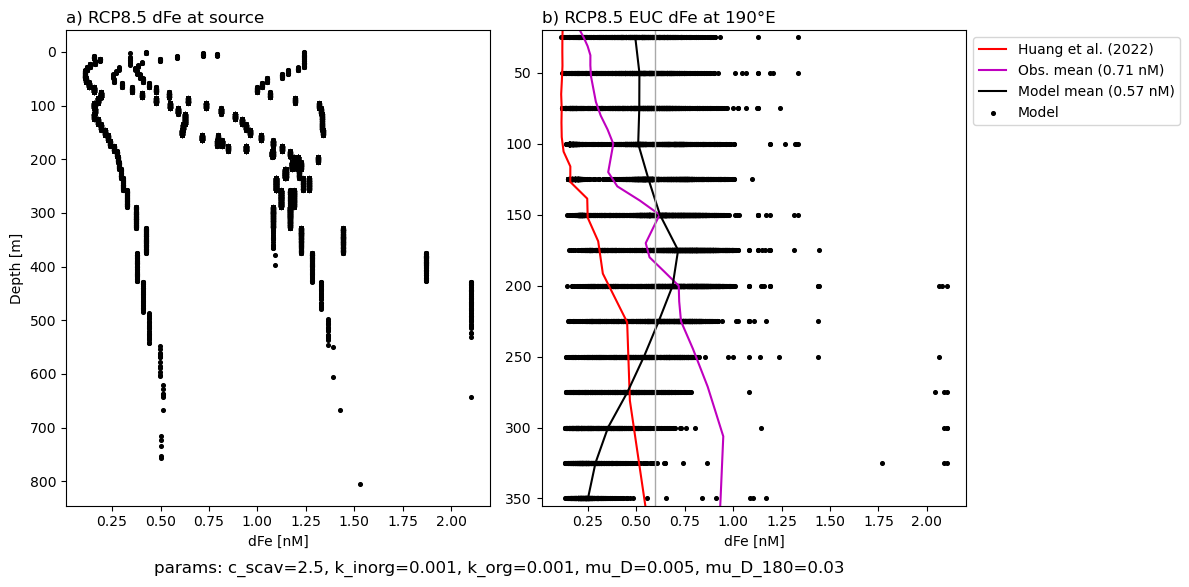 a) RCP8.5 dFe at source
0
100
200
300
400
500
600
700
800
Depth [m]
0.25 0.50 0.75 1.00 1.25 1.50 1.75 2.00
dFe [nM]
b) RCP8.5 EUC dFe at 190°E
50
100
150
200
250
300
350
0.25 0.50 0.75 1.00 1.25 1.50 1.75 2.00
dFe [nM]
Huang et al. (2022)
Obs. mean (0.71 nM)
Model mean (0.57 nM)
Model
params: c_scav=2.5, k_inorg=0.001, k_org=0.001, mu_D=0.005, mu_D_180=0.03